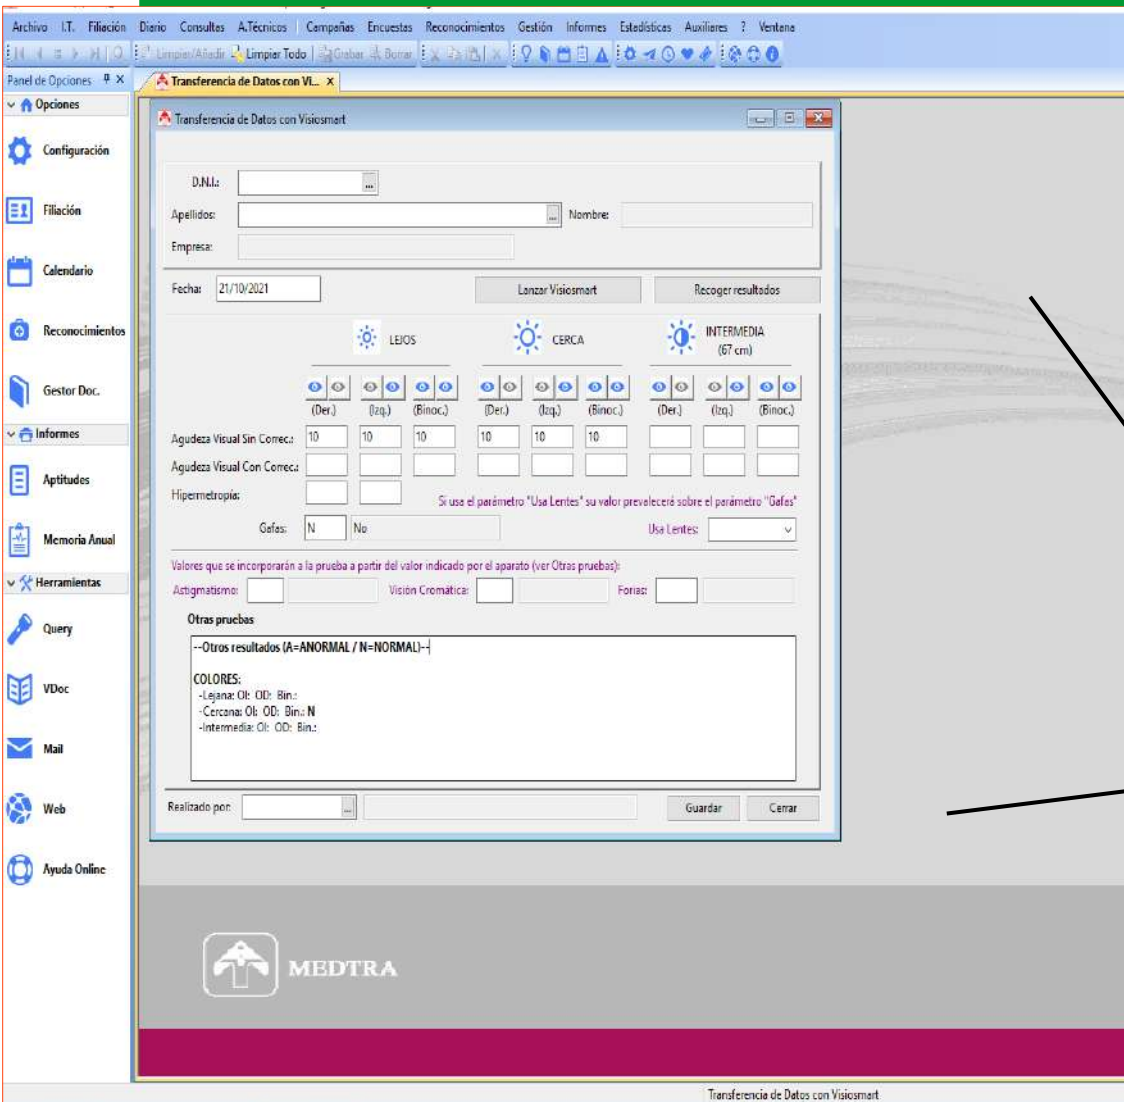 Archivo I.T. Filiación Diario Consultas A.Técnicos Campañas Encuestas Reconocimientos Gestión Informes Estadísticas Auxiliares ? Ventana
Limpiar/Añadir Limpiar Todo Grabar Borrar
Panel de Opciones
Transferencia de Datos con Vi... X
Opciones
Configuración
Filiación
Calendario
Reconocimientos
Gestor Doc.
Informes
Aptitudes
Memoria Anual
Herramientas
Query
VDoc
Mail
Web
Ayuda Online
Transferencia de Datos con Visiosmart
D.N.I.: ...
Apellidos: ... Nombre:
Empresa:
Fecha: 21/10/2021 Lanzar Visiosmart Recoger resultados
LEJOS CERCA INTERMEDIA
(67 cm)
(Der.) (Izq.) (Binoc.) (Der.) (Izq.) (Binoc.) (Der.) (Izq.) (Binoc.)
Agudeza Visual Sin Correc.: 10 10 10 10 10 10
Agudeza Visual Con Correc.:
Hipermetropía:
Si usa el parámetro "Usa Lentes" su valor prevalecerá sobre el parámetro "Gafas"
Gafas: N No Usa Lentes:
Valores que se incorporarán a la prueba a partir del valor indicado por el aparato (ver Otras pruebas):
Astigmatismo: Visión Cromática: Forias:
Otras pruebas
--Otros resultados (A=ANORMAL / N=NORMAL)--
COLORES:
-Lejana: OI: OD: Bin.:
-Cercana: OI: OD: Bin.: N
-Intermedia: OI: OD: Bin.:
Realizado por: ... Guardar Cerrar
MEDTRA
Transferencia de Datos con Visiosmart